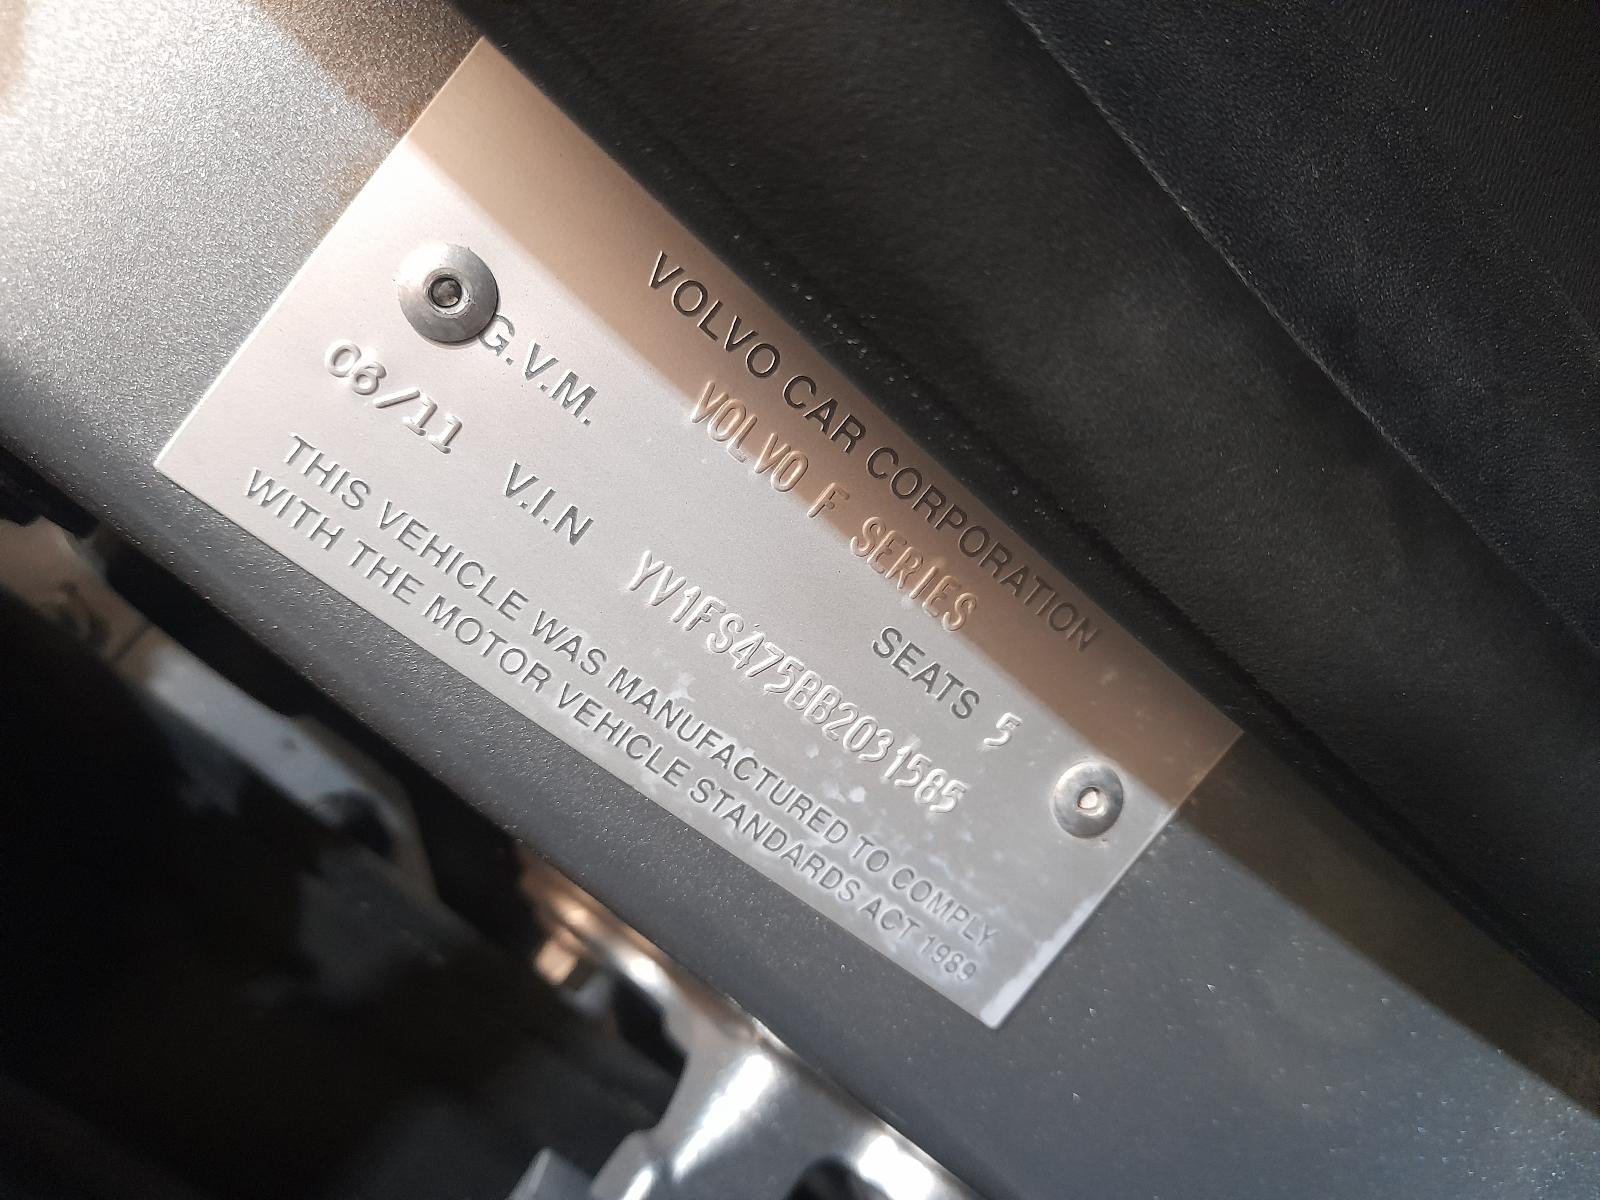 VOLVO CAR CORPORATION
VOLVO F SERIES
G.V.M. SEATS 5
06/11 V.I.N YV1FS475BB2031585
THIS VEHICLE WAS MANUFACTURED TO COMPLY
WITH THE MOTOR VEHICLE STANDARDS ACT 1989